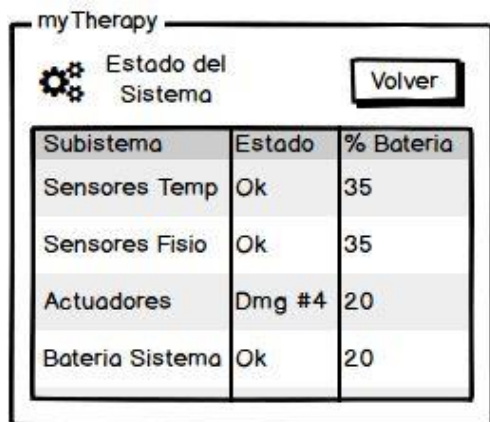 myTherapy
Estado del
Sistema
Volver
Subistema Estado % Bateria
Sensores Temp Ok 35
Sensores Fisio Ok 35
Actuadores Dmg #4 20
Bateria Sistema Ok 20